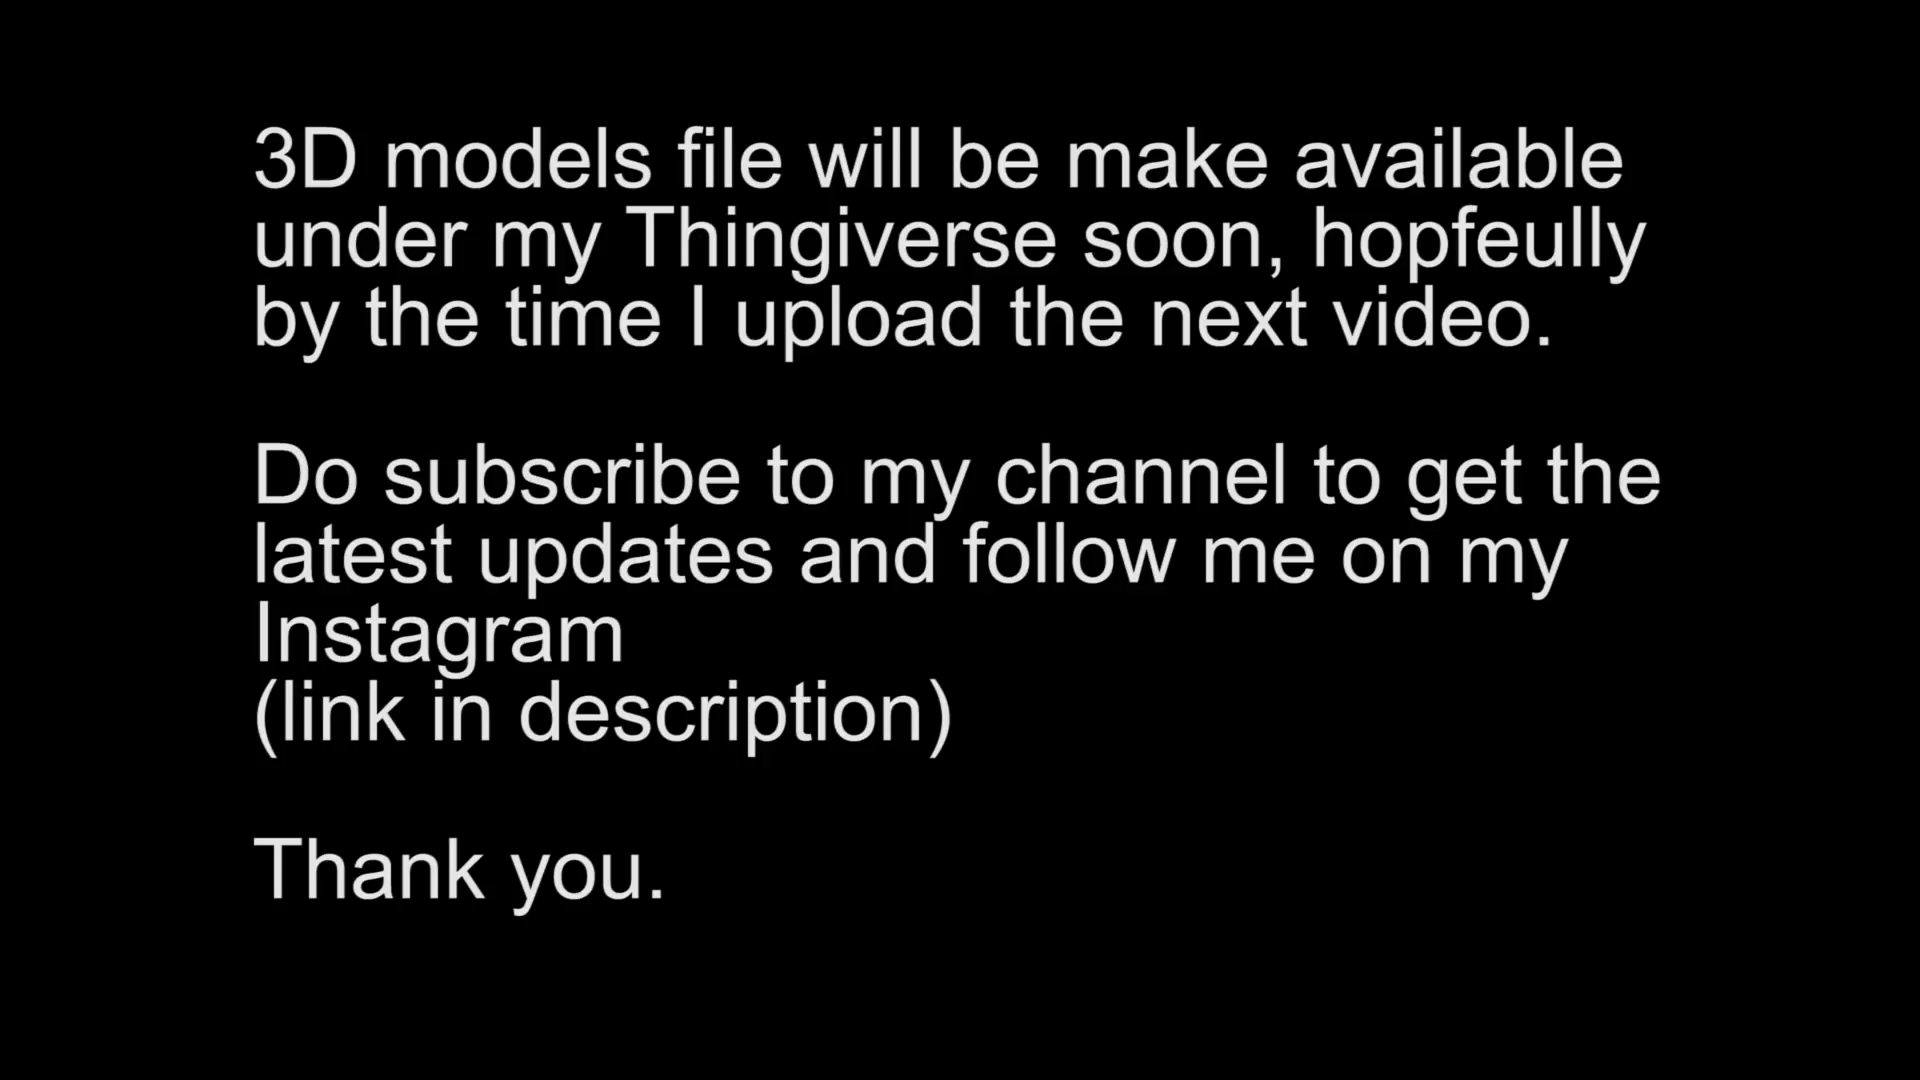 3D models file will be make available
under my Thingiverse soon, hopfeully
by the time I upload the next video.
Do subscribe to my channel to get the
latest updates and follow me on my
Instagram
(link in description)
Thank you.